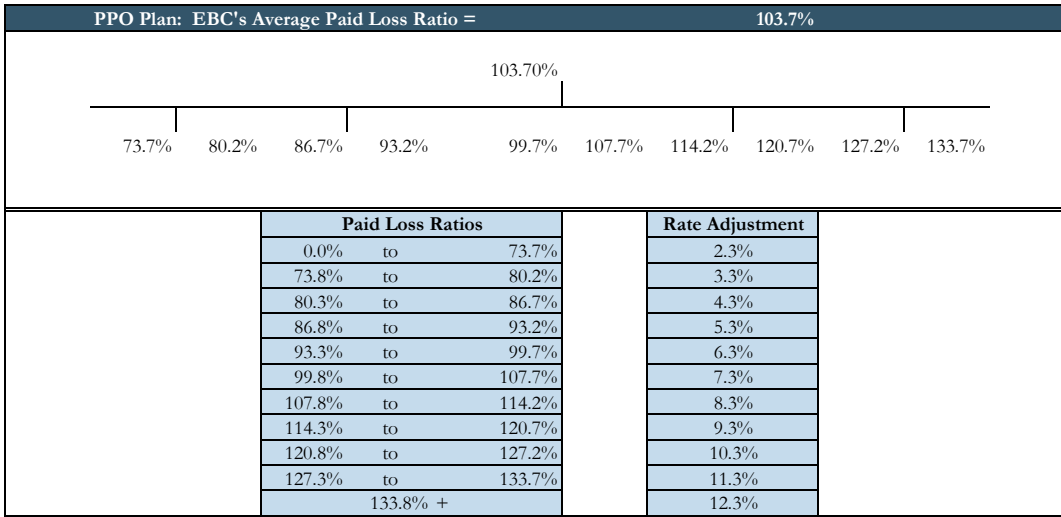 PPO Plan: EBC's Average Paid Loss Ratio = 103.7%
103.70%
73.7% 80.2% 86.7% 93.2% 99.7% 107.7% 114.2% 120.7% 127.2% 133.7%
Paid Loss Ratios Rate Adjustment
0.0% to 73.7% 2.3%
73.8% to 80.2% 3.3%
80.3% to 86.7% 4.3%
86.8% to 93.2% 5.3%
93.3% to 99.7% 6.3%
99.8% to 107.7% 7.3%
107.8% to 114.2% 8.3%
114.3% to 120.7% 9.3%
120.8% to 127.2% 10.3%
127.3% to 133.7% 11.3%
133.8% + 12.3%